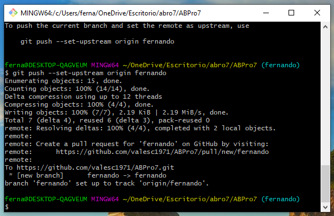 MINGW64:/c/Users/ferna/OneDrive/Escritorio/abro7/ABPro7
To push the current branch and set the remote as upstream, use
git push --set-upstream origin fernando
ferna@DESKTOP-QAGVEUM MINGW64 ~/OneDrive/Escritorio/abro7/ABPro7 (fernando)
$ git push --set-upstream origin fernando
Enumerating objects: 15, done.
Counting objects: 100% (14/14), done.
Delta compression using up to 12 threads
Compressing objects: 100% (4/4), done.
Writing objects: 100% (7/7), 2.19 KiB | 2.19 MiB/s, done.
Total 7 (delta 4), reused 6 (delta 3), pack-reused 0
remote: Resolving deltas: 100% (4/4), completed with 2 local objects.
remote:
remote: Create a pull request for 'fernando' on GitHub by visiting:
remote:      https://github.com/valesc1971/ABPro7/pull/new/fernando
remote:
To https://github.com/valesc1971/ABPro7.git
* [new branch]      fernando -> fernando
branch 'fernando' set up to track 'origin/fernando'.
ferna@DESKTOP-QAGVEUM MINGW64 ~/OneDrive/Escritorio/abro7/ABPro7 (fernando)
$